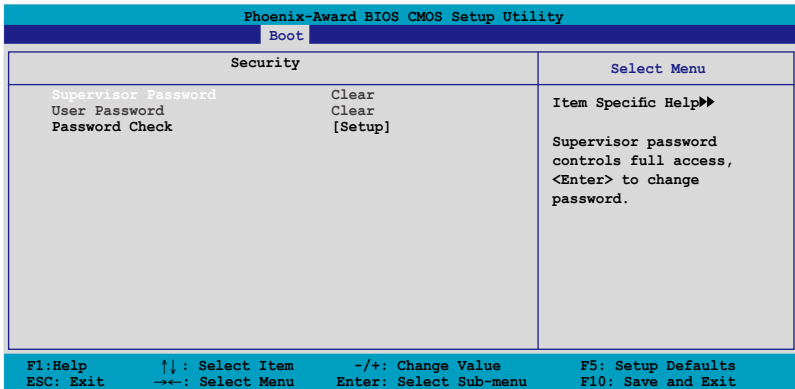 Phoenix-Award BIOS CMOS Setup Utility
Boot
Security
Select Menu
Supervisor Password Clear
User Password Clear
Password Check [Setup]
Item Specific Help▶▶
Supervisor password
controls full access,
<Enter> to change
password.
F1:Help ↑↓: Select Item -/+: Change Value F5: Setup Defaults
ESC: Exit →←: Select Menu Enter: Select Sub-menu F10: Save and Exit